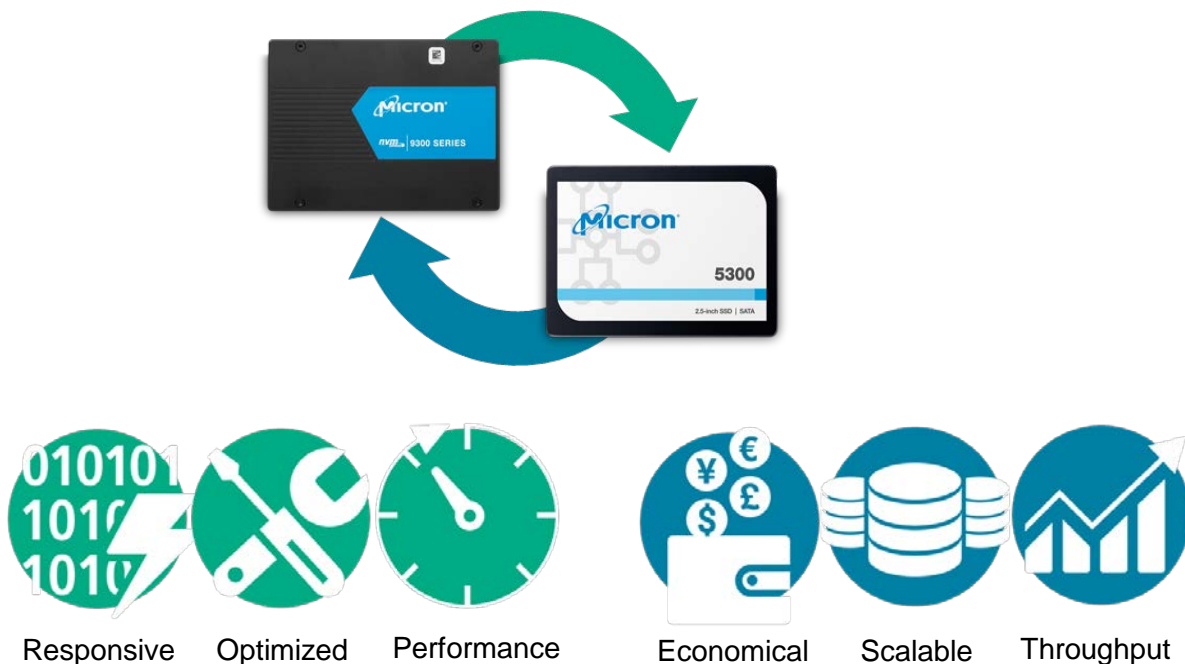 Micron
nvme | 9300 SERIES
Micron
5300
2.5-inch SSD | SATA
010101
1010
1010
¥ €
$ £
Responsive Optimized Performance Economical Scalable Throughput